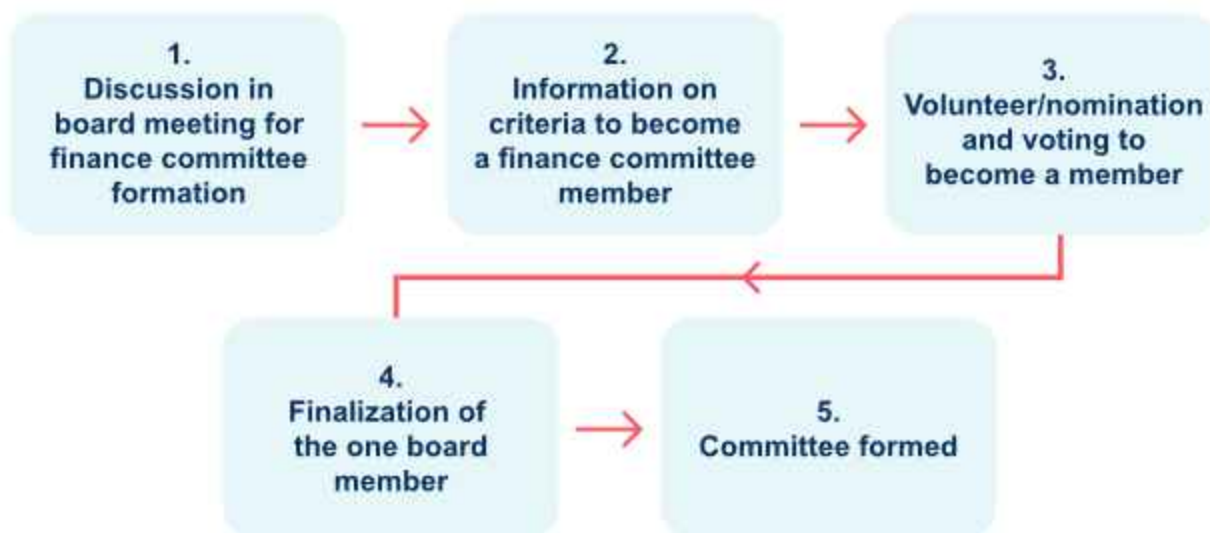 1.
Discussion in
board meeting for
finance committee
formation
2.
Information on
criteria to become
a finance committee
member
3.
Volunteer/nomination
and voting to
become a member
4.
Finalization of
the one board
member
5.
Committee formed